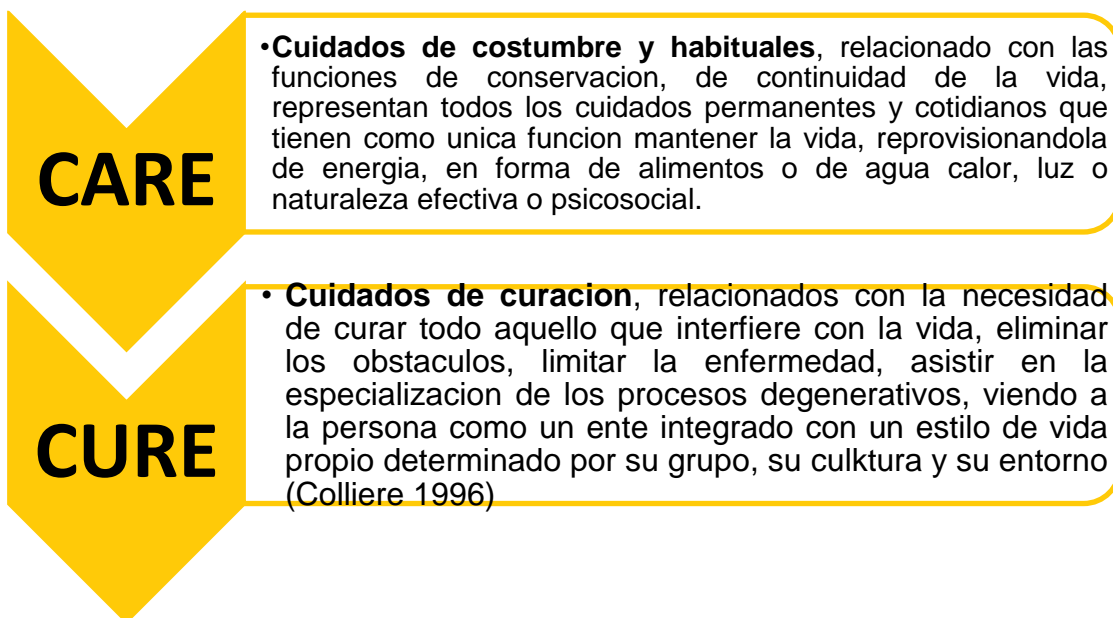 CARE
•Cuidados de costumbre y habituales, relacionado con las
funciones de conservacion, de continuidad de la vida,
representan todos los cuidados permanentes y cotidianos que
tienen como unica funcion mantener la vida, reprovisionandola
de energia, en forma de alimentos o de agua calor, luz o
naturaleza efectiva o psicosocial.
CURE
• Cuidados de curacion, relacionados con la necesidad
de curar todo aquello que interfiere con la vida, eliminar
los obstaculos, limitar la enfermedad, asistir en la
especializacion de los procesos degenerativos, viendo a
la persona como un ente integrado con un estilo de vida
propio determinado por su grupo, su culktura y su entorno
(Colliere 1996)